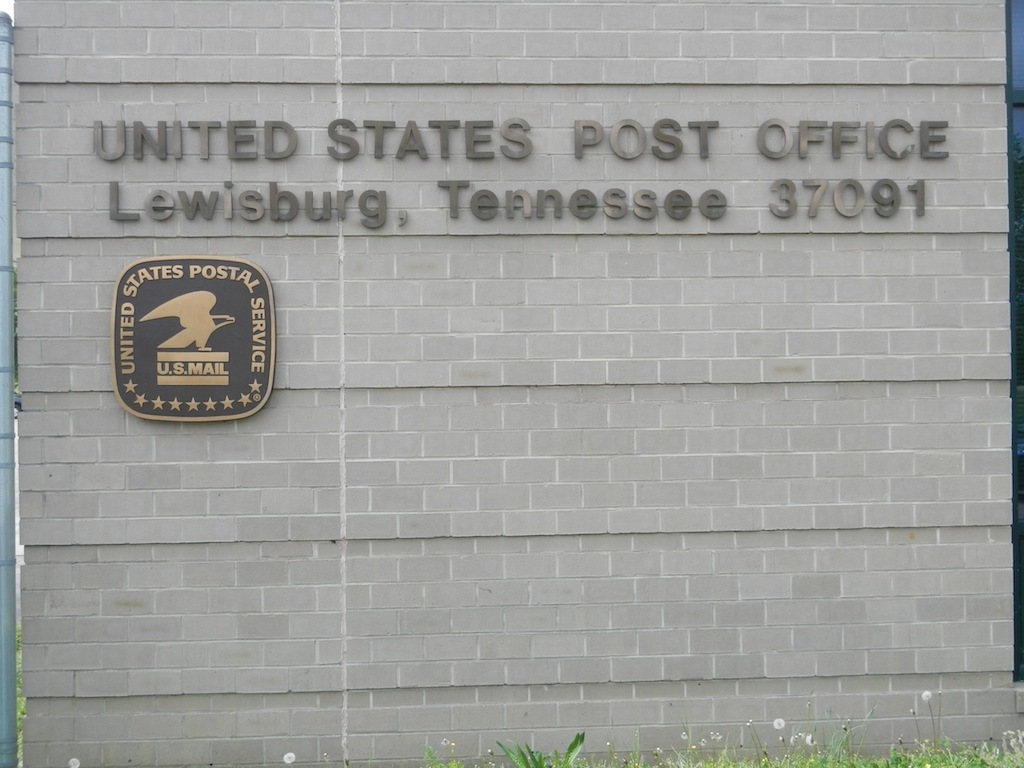 UNITED STATES POST OFFICE
Lewisburg, Tennessee 37091
UNITED STATES POSTAL SERVICE
U.S.MAIL
®